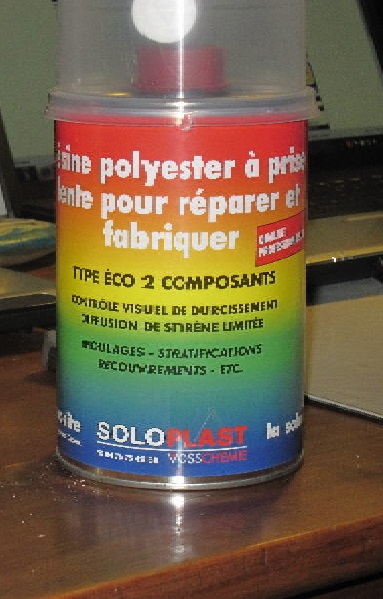 ésine polyester à prise
lente pour réparer et
fabriquer
TYPE ÉCO 2 COMPOSANTS
CONTRÔLE VISUEL DE DURCISSEMENT
DIFFUSION DE STYRÈNE LIMITÉE
MOULAGES - STRATIFICATIONS
RECOUVREMENTS - ETC.
SOLOPLAST
VOSSCHEMIE
la